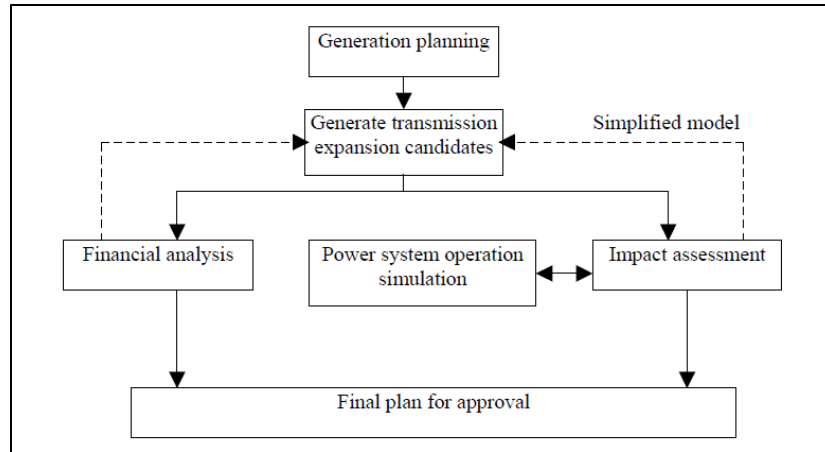 Generation planning
Generate transmission
expansion candidates
Simplified model
Financial analysis
Power system operation
simulation
Impact assessment
Final plan for approval